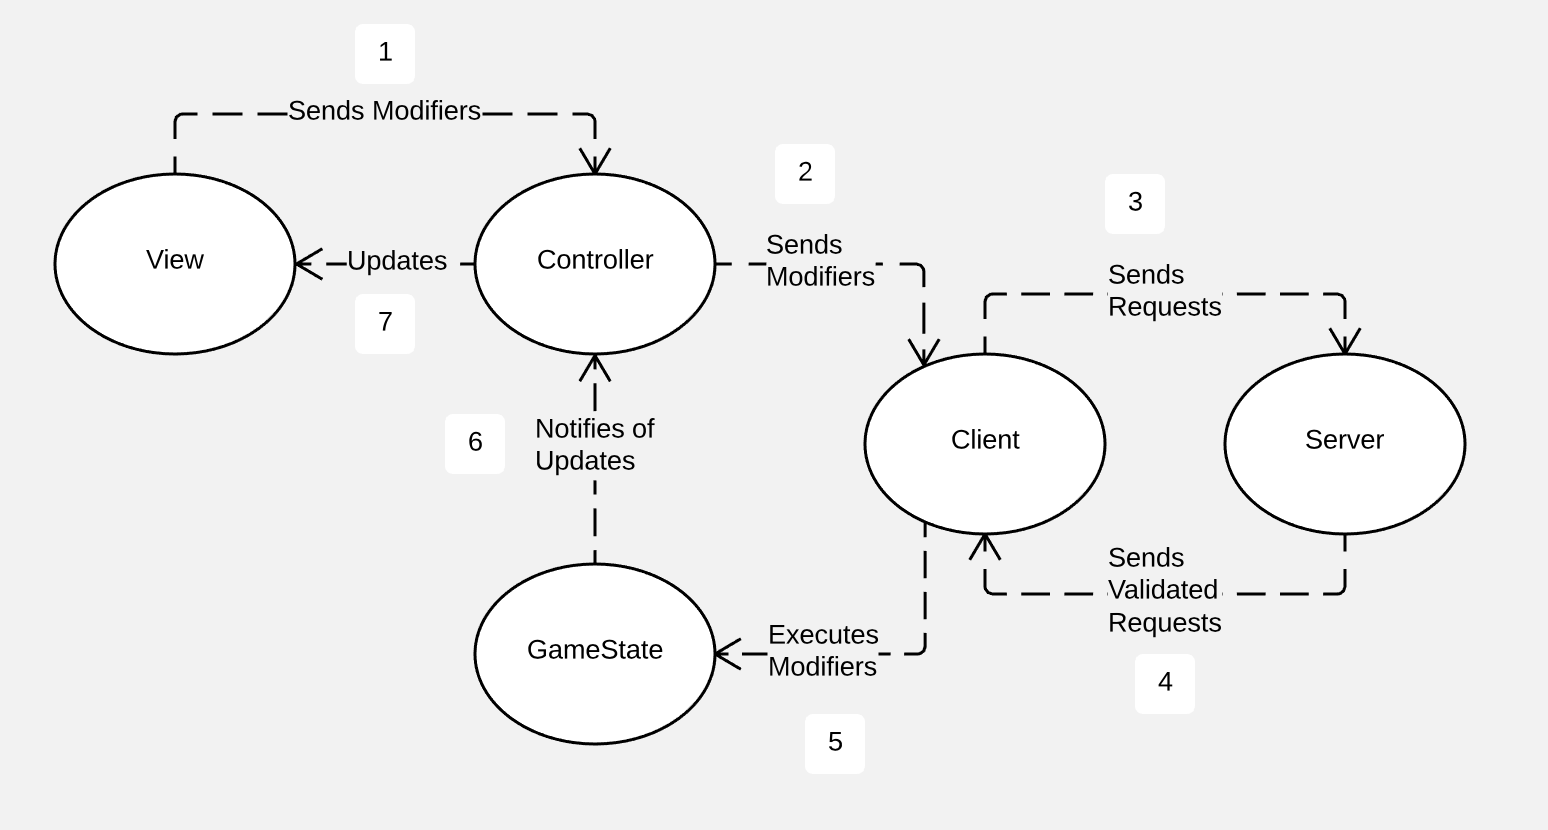 1
Sends Modifiers
2
Sends
Modifiers
3
Sends
Requests
View
Updates
Controller
7
6
Notifies of
Updates
Client
Server
Sends
Validated
Requests
4
GameState
Executes
Modifiers
5